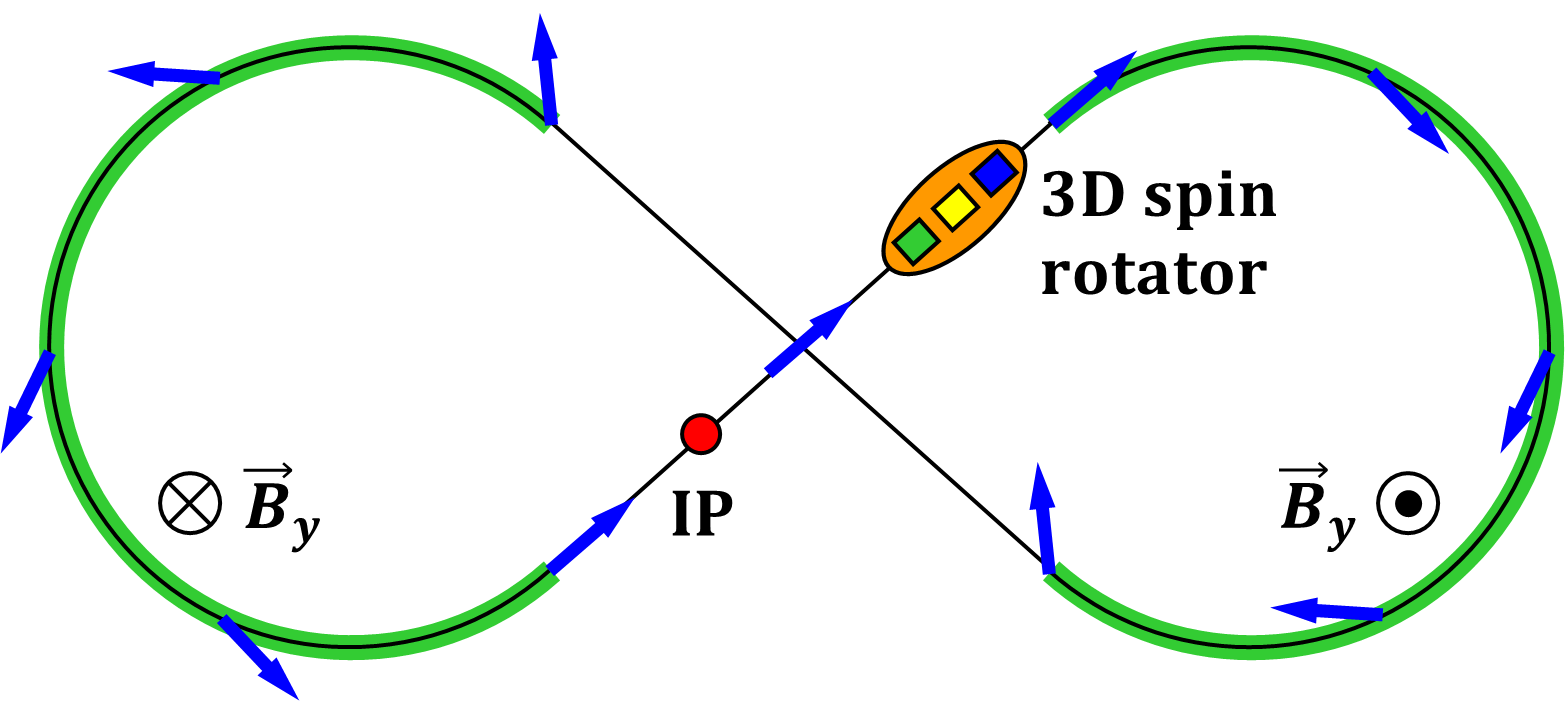 3D spin
rotator
IP
⊗ B⃗y
B⃗y ⊙